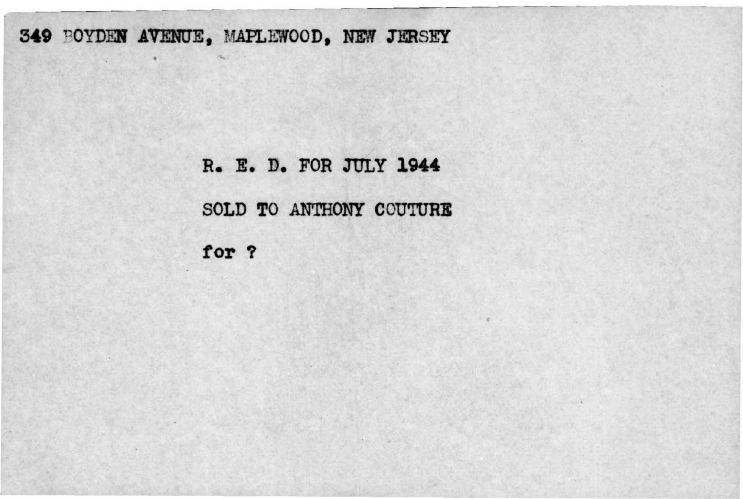 349 BOYDEN AVENUE, MAPLEWOOD, NEW JERSEY
R. E. D. FOR JULY 1944
SOLD TO ANTHONY COUTURE
for ?